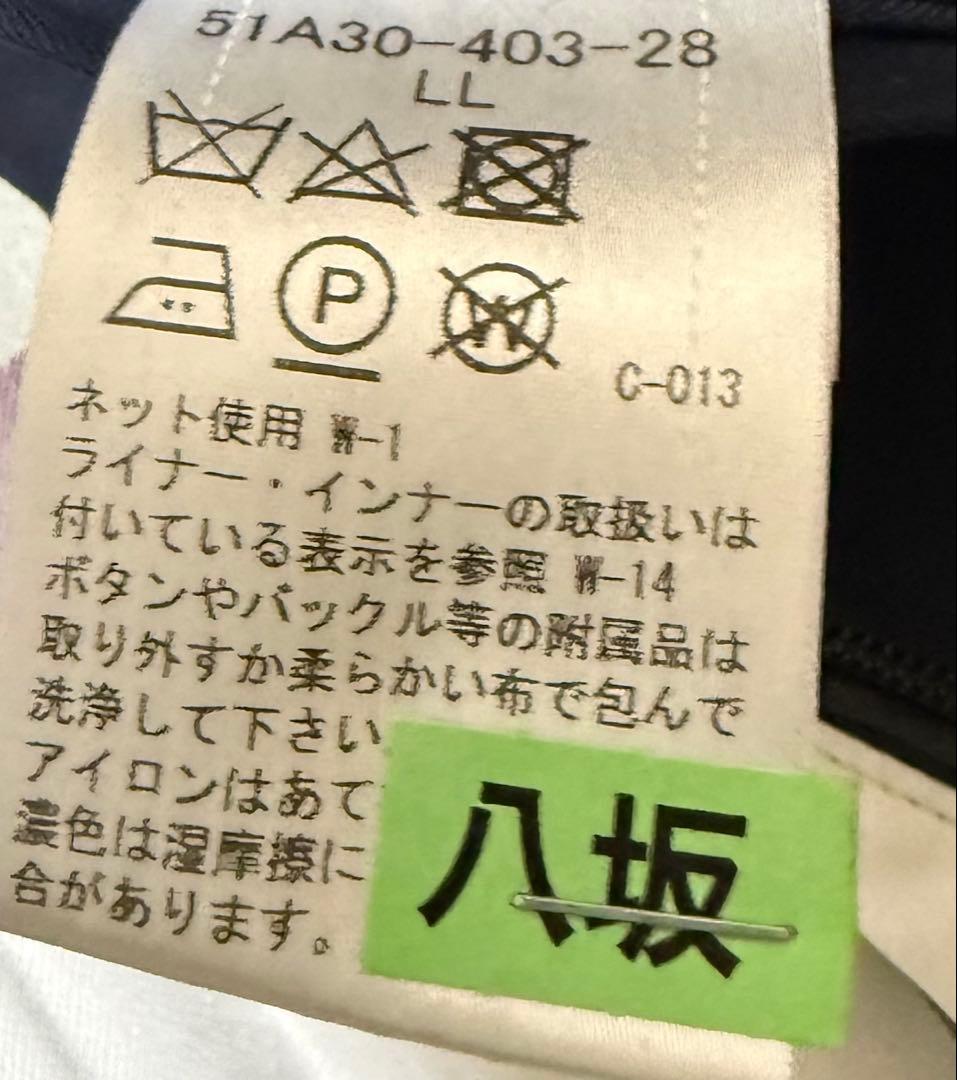 51A30-403-28
LL
P
W
C-013
ネット使用 W-1
ライナー・インナーの取扱いは
付いている表示を参照 W-14
ボタンやバックル等の附属品は
取り外すか柔らかい布で包んで
洗浄して下さい
アイロンはあて
濃色は湿摩擦に
合があります。
八坂